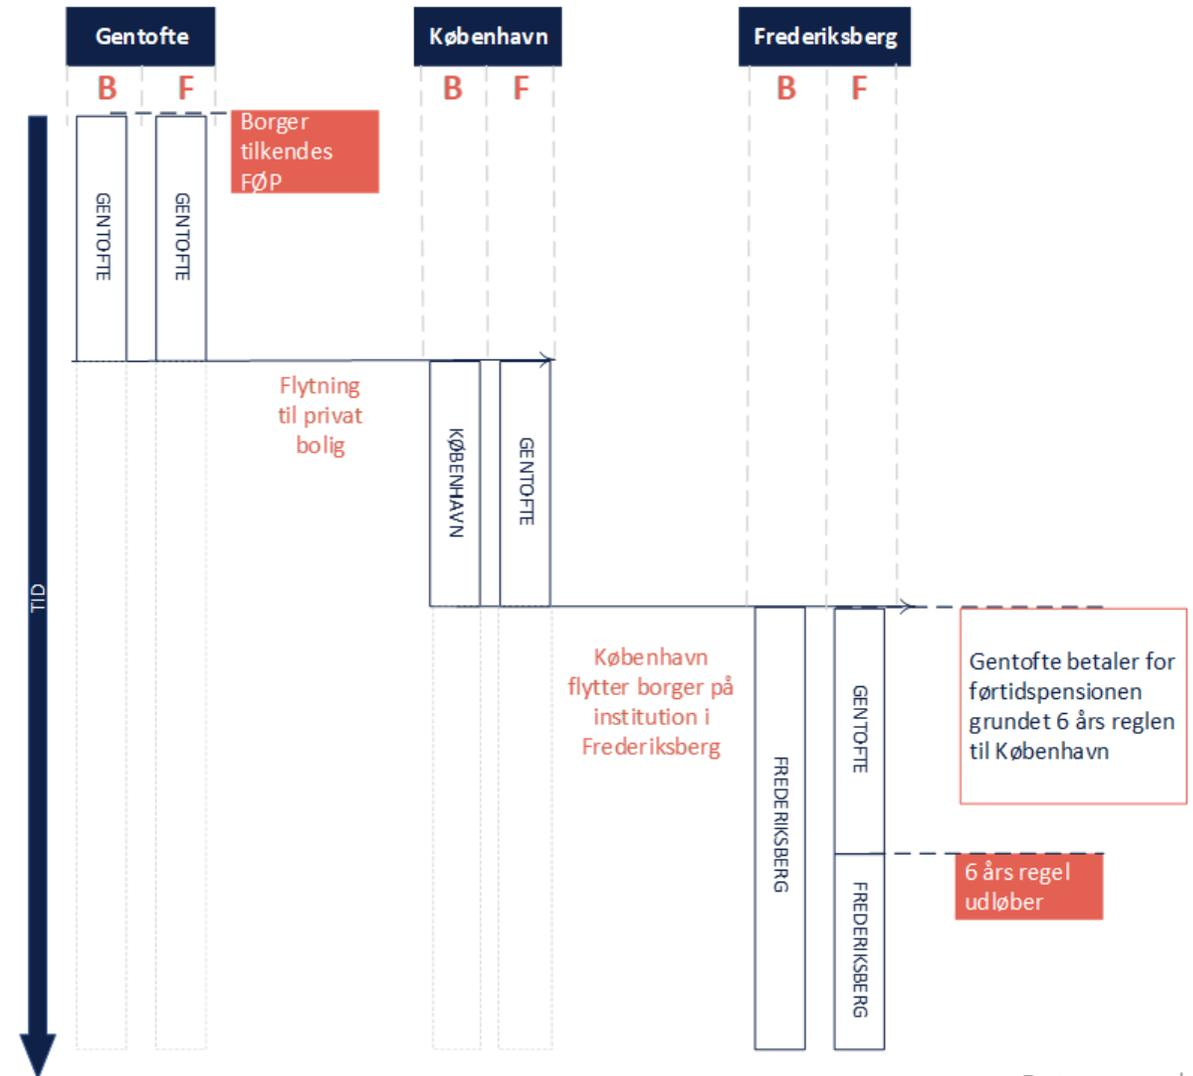 Gentofte
København
Frederiksberg
B
F
B
F
B
F
Borger
tilkendes
FØP
GENTOFTE
GENTOFTE
Flytning
til privat
bolig
KØBENHAVN
GENTOFTE
TID
København
flytter borger på
institution i
Frederiksberg
GENTOFTE
Gentofte betaler for
førtidspensionen
grundet 6 års reglen
til København
FREDERIKSBERG
6 års regel
udløber
FREDERIKSBERG